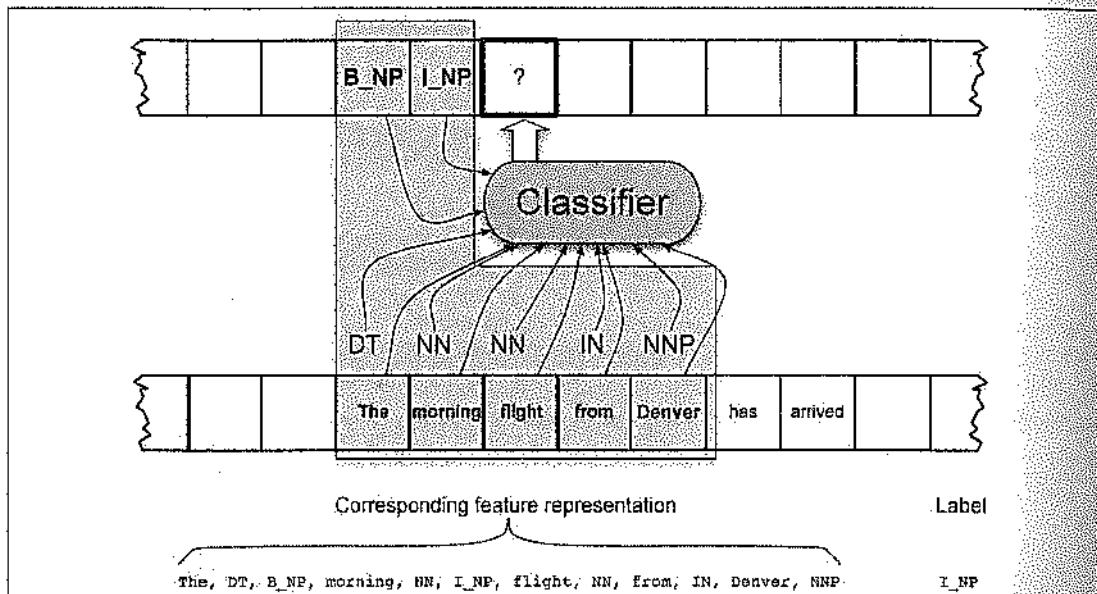 B_NP I_NP ?
Classifier
DT NN NN IN NNP
The morning flight from Denver has arrived
Corresponding feature representation Label
The, DT, B_NP, morning, NN, I_NP, flight, NN, from, IN, Denver, NNP I_NP